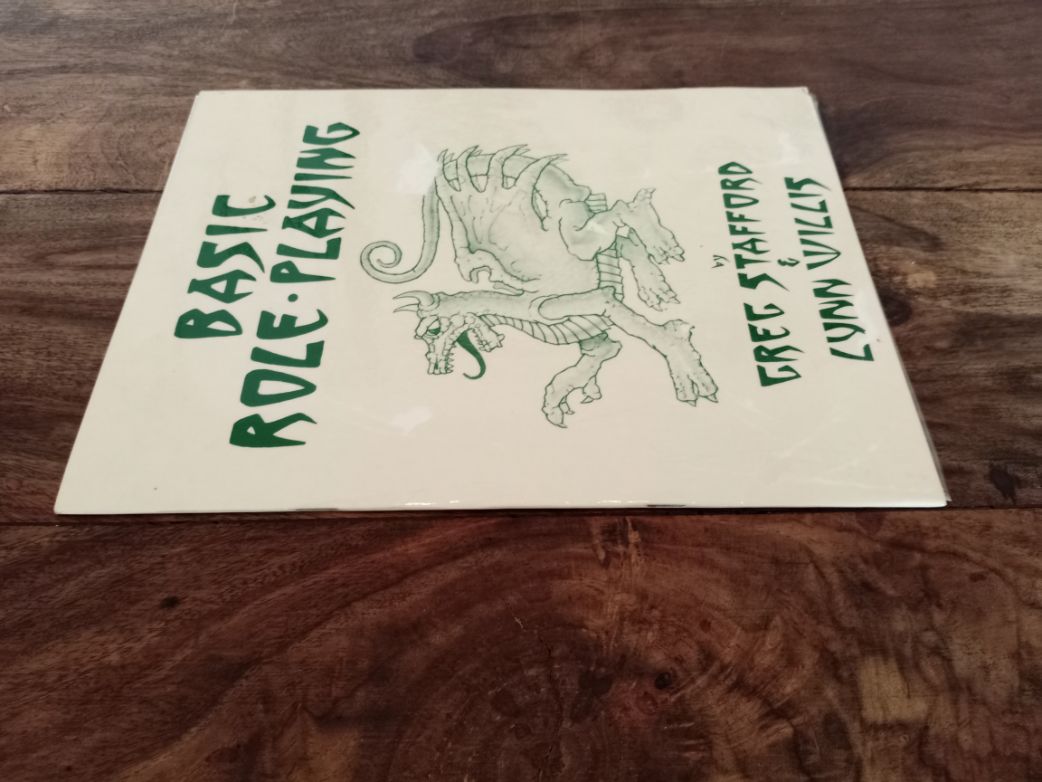 BASIC
ROLE·PLAYING
by
GREG STAFFORD
&
LYNN WILLIS